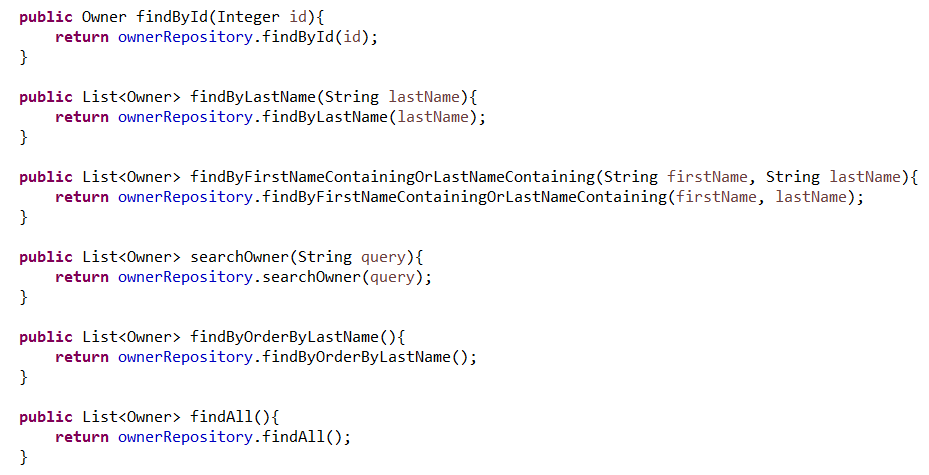 public Owner findById(Integer id){
    return ownerRepository.findById(id);
}

public List<Owner> findByLastName(String lastName){
    return ownerRepository.findByLastName(lastName);
}

public List<Owner> findByFirstNameContainingOrLastNameContaining(String firstName, String lastName){
    return ownerRepository.findByFirstNameContainingOrLastNameContaining(firstName, lastName);
}

public List<Owner> searchOwner(String query){
    return ownerRepository.searchOwner(query);
}

public List<Owner> findByOrderByLastName(){
    return ownerRepository.findByOrderByLastName();
}

public List<Owner> findAll(){
    return ownerRepository.findAll();
}